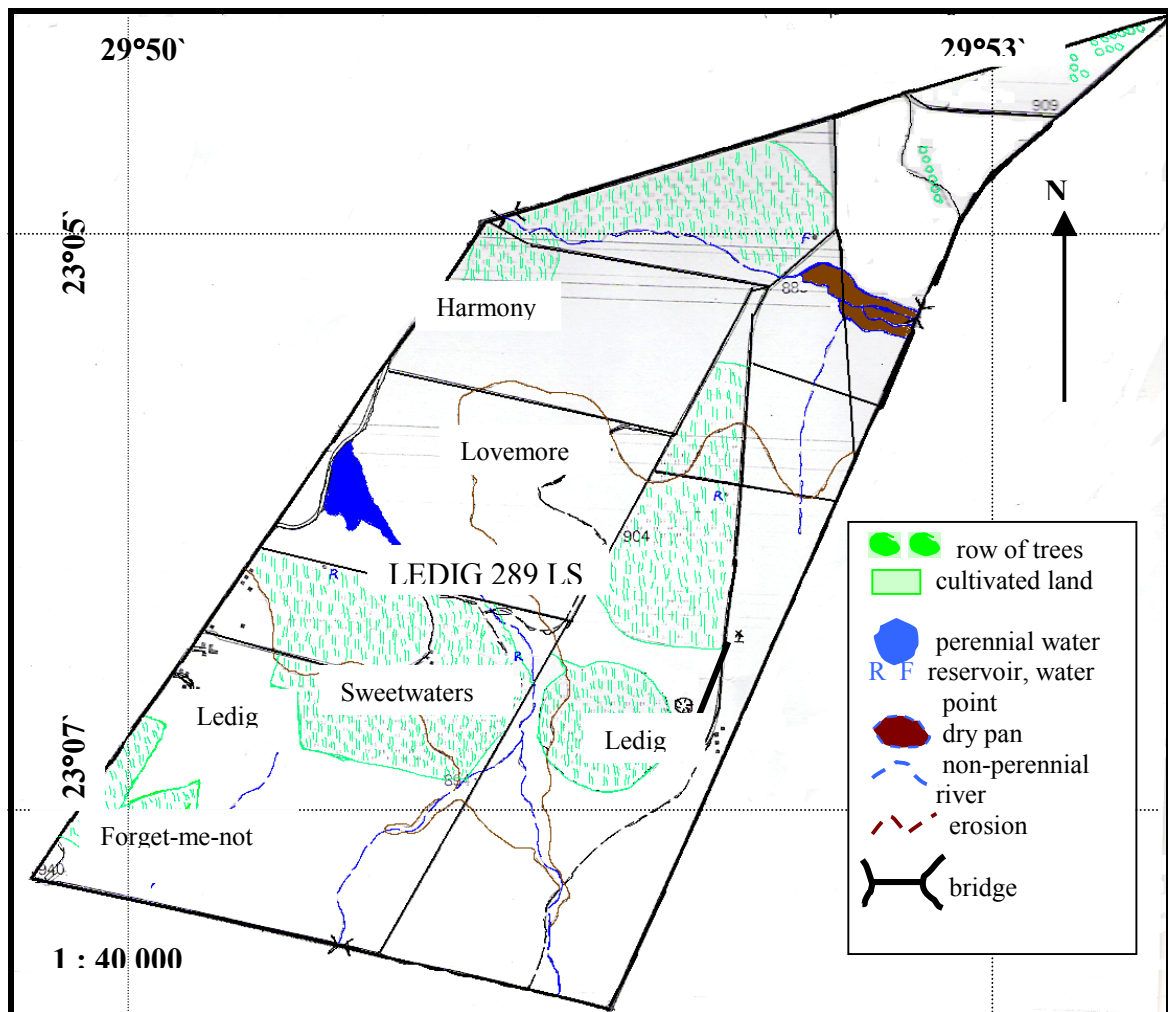 29°50`
29°53`
909
N
23°05`
F
883
Harmony
Lovemore
R
904
LEDIG 289 LS
R
R
Sweetwaters
Ledig
Ledig
23°07`
Forget-me-not
940
1 : 40 000
row of trees
cultivated land
perennial water
R F reservoir, water
point
dry pan
non-perennial
river
erosion
bridge